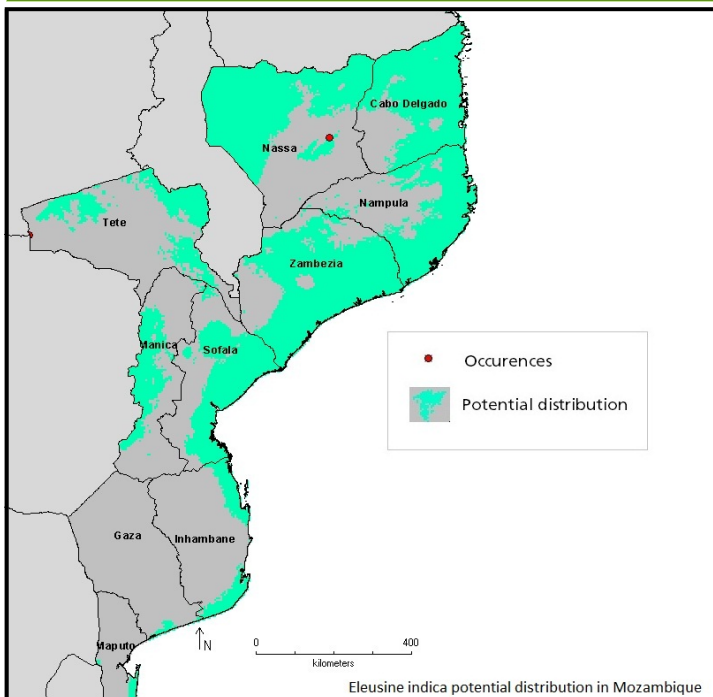 Cabo Delgado
Nassa
Nampula
Tete
Zambezia
Manica
Sofala
Occurences
Potential distribution
Gaza
Inhambane
Maputo
N
0 400
kilometers
Eleusine indica potential distribution in Mozambique